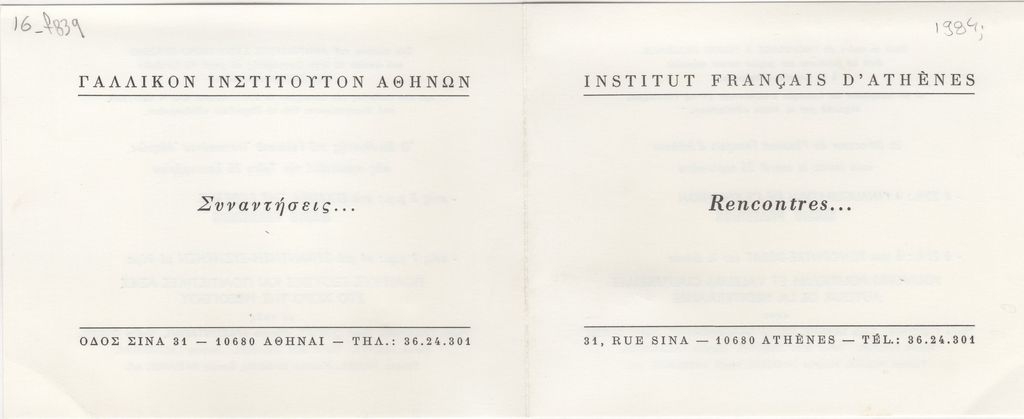 16_f839
ΓΑΛΛΙΚΟΝ ΙΝΣΤΙΤΟΥΤΟΝ ΑΘΗΝΩΝ
Συναντήσεις...
ΟΔΟΣ ΣΙΝΑ 31 — 10680 ΑΘΗΝΑΙ — ΤΗΛ.: 36.24.301
1984;
INSTITUT FRANÇAIS D'ATHÈNES
Rencontres...
31, RUE SINA — 10680 ATHÈNES — TÉL.: 36.24.301